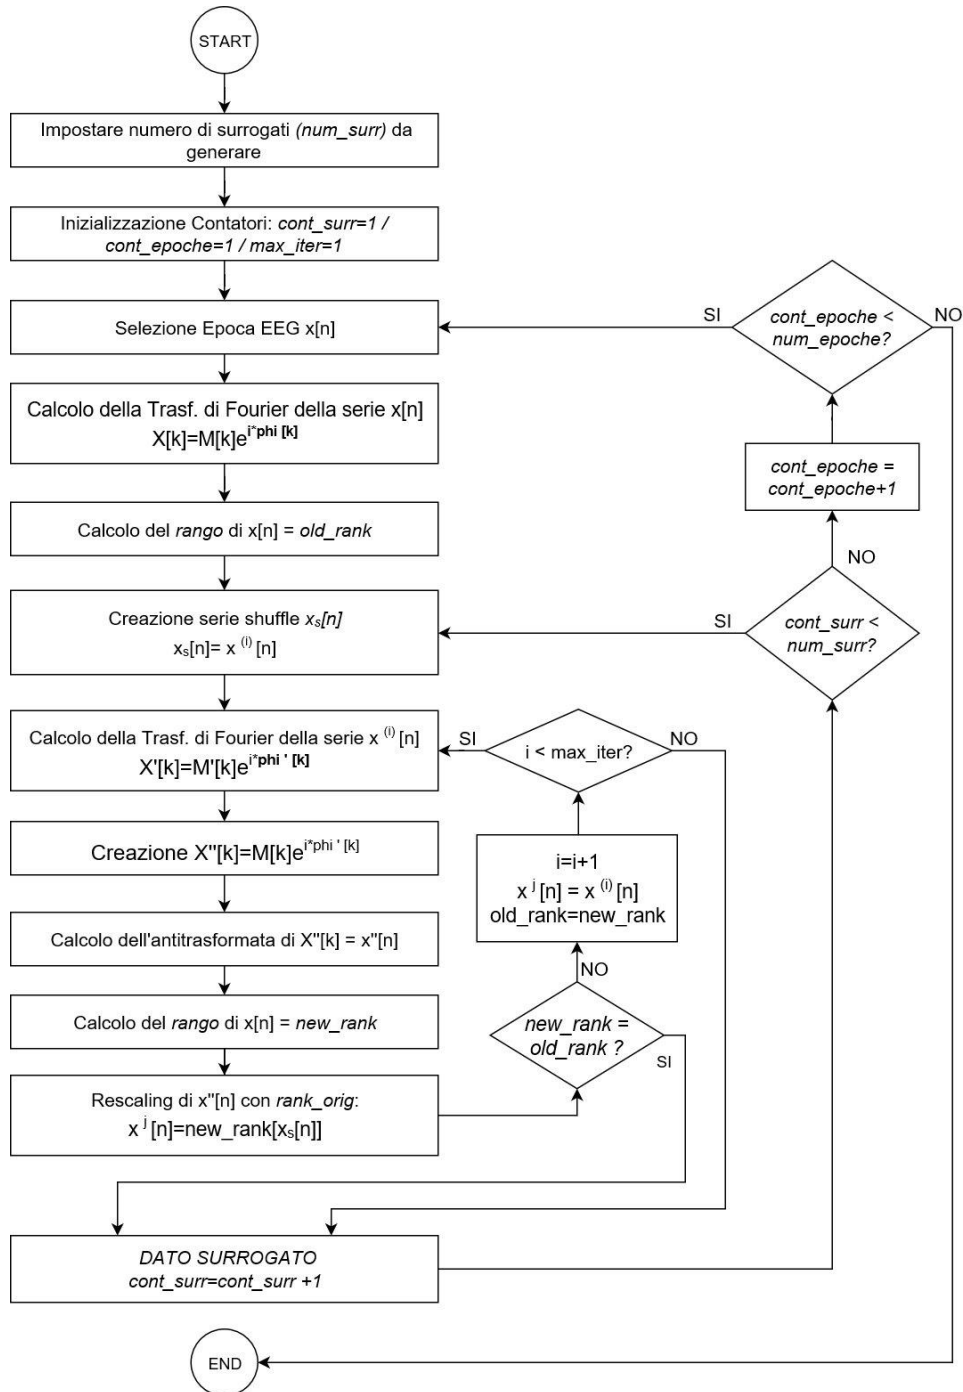 START
Impostare numero di surrogati (num_surr) da
generare
Inizializzazione Contatori: cont_surr=1 /
cont_epoche=1 / max_iter=1
Selezione Epoca EEG x[n]
SI
cont_epoche <
num_epoche?
NO
Calcolo della Trasf. di Fourier della serie x[n]
X[k]=M[k]e^i*phi [k]
cont_epoche =
cont_epoche+1
Calcolo del rango di x[n] = old_rank
NO
Creazione serie shuffle xₛ[n]
xₛ[n]= x ⁽ⁱ⁾ [n]
SI
cont_surr <
num_surr?
Calcolo della Trasf. di Fourier della serie x ⁽ⁱ⁾ [n]
X'[k]=M'[k]e^i*phi ' [k]
SI
i < max_iter?
NO
Creazione X"[k]=M[k]e^i*phi ' [k]
i=i+1
x ʲ [n] = x ⁽ⁱ⁾ [n]
old_rank=new_rank
Calcolo dell'antitrasformata di X"[k] = x"[n]
NO
Calcolo del rango di x[n] = new_rank
new_rank =
old_rank ?
SI
Rescaling di x"[n] con rank_orig:
x ʲ [n]=new_rank[xₛ[n]]
DATO SURROGATO
cont_surr=cont_surr +1
END